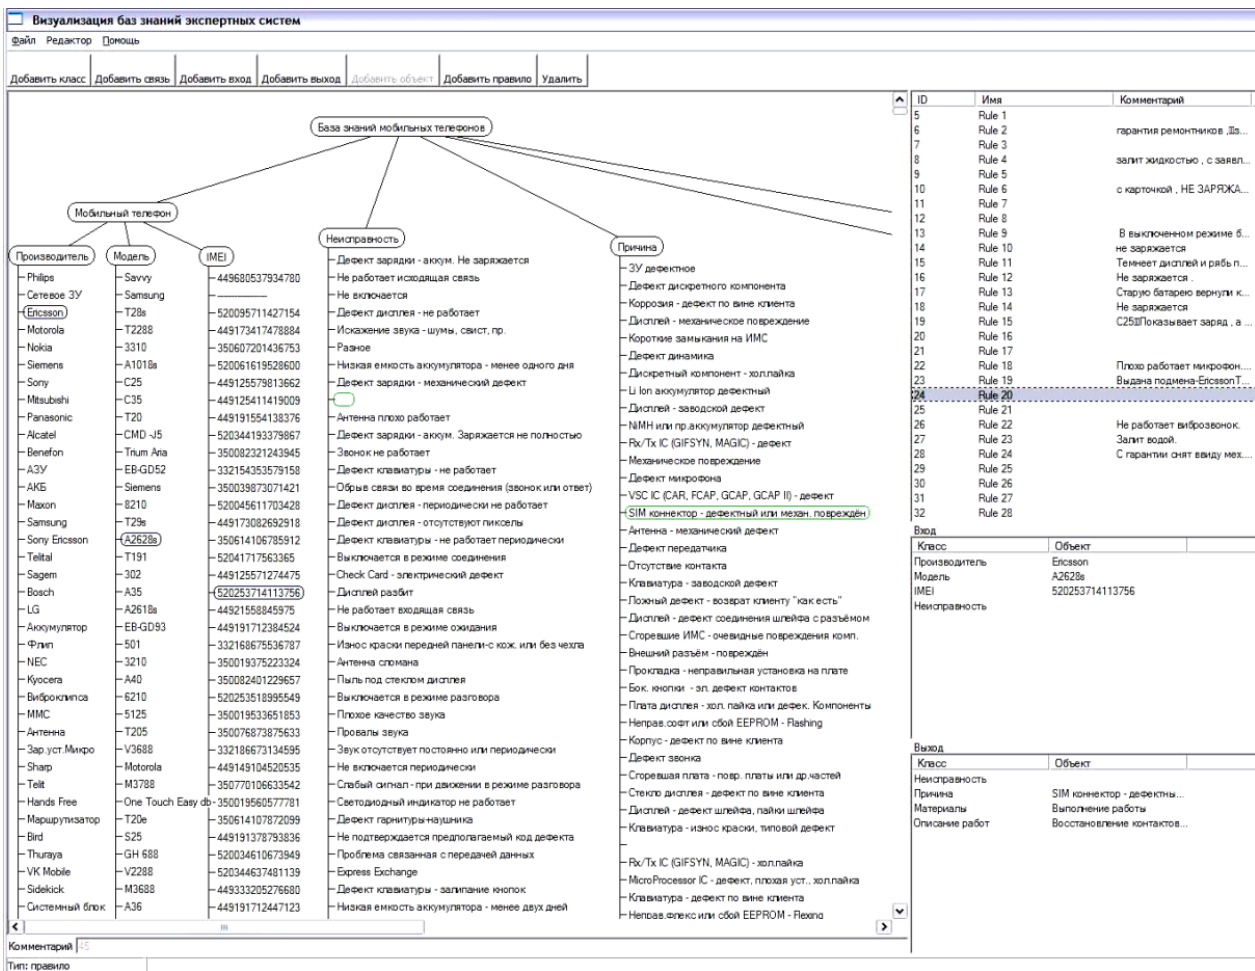 Визуализация баз знаний экспертных систем
Файл Редактор Помощь
Добавить класс Добавить связь Добавить вход Добавить выход Добавить объект Добавить правило Удалить
База знаний мобильных телефонов
Мобильный телефон
Производитель
Philips
Сетевое ЗУ
Ericsson
Motorola
Nokia
Siemens
Sony
Mitsubishi
Panasonic
Alcatel
Benefon
АЗУ
АКБ
Maxon
Samsung
Sony Ericsson
Telital
Sagem
Bosch
LG
Аккумулятор
Флип
NEC
Kyocera
Виброклипса
MMC
Антенна
Зар.уст.Микро
Sharp
Telit
Hands Free
Маршрутизатор
Bird
Thuraya
VK Mobile
Sidekick
Системный блок
Модель
Savvy
Samsung
T28s
T2288
3310
A1018s
C25
C35
T20
CMD -J5
Trium Aria
EB-GD52
Siemens
8210
T29s
A2628s
T191
302
A35
A2618s
EB-GD93
501
3210
A40
6210
5125
T205
V3688
Motorola
M3788
One Touch Easy db
T20e
S25
GH 688
V2288
M3688
A36
IMEI
449680537934780
---------------
520095711427154
449173417478884
350607201436753
520061619528600
449125579813662
449125411419009
449191554138376
520344193379867
350082321243945
332154353579158
350039873071421
520045611703428
449173082692918
350614106785912
52041717563365
449125571274475
520253714113756
44921558845975
449191712384524
332168675536787
350019375223324
350082401229657
520253518995549
350019533651853
350076873875633
332186673134595
449149104520535
350770106633542
350019560577781
350614107872099
449191378793836
520034610673949
520344637481139
449333205276680
449191712447123
Неисправность
Дефект зарядки - аккум. Не заряжается
Не работает исходящая связь
Не включается
Дефект дисплея - не работает
Искажение звука - шумы, свист, пр.
Разное
Низкая емкость аккумулятора - менее одного дня
Дефект зарядки - механический дефект
Антенна плохо работает
Дефект зарядки - аккум. Заряжается не полностью
Звонок не работает
Дефект клавиатуры - не работает
Обрыв связи во время соединения (звонок или ответ)
Дефект дисплея - периодически не работает
Дефект дисплея - отсутствуют пикселы
Дефект клавиатуры - не работает периодически
Выключается в режиме соединения
Check Card - электрический дефект
Дисплей разбит
Не работает входящая связь
Выключается в режиме ожидания
Износ краски передней панели-с кож. или без чехла
Антенна сломана
Пыль под стеклом дисплея
Выключается в режиме разговора
Плохое качество звука
Провалы звука
Звук отсутствует постоянно или периодически
Не включается периодически
Слабый сигнал - при движении в режиме разговора
Светодиодный индикатор не работает
Дефект гарнитуры-наушника
Не подтверждается предполагаемый код дефекта
Проблема связанная с передачей данных
Express Exchange
Дефект клавиатуры - залипание кнопок
Низкая емкость аккумулятора - менее двух дней
Причина
ЗУ дефектное
Дефект дискретного компонента
Коррозия - дефект по вине клиента
Дисплей - механическое повреждение
Короткие замыкания на ИМС
Дефект динамика
Дискретный компонент - хол.пайка
Li Ion аккумулятор дефектный
Дисплей - заводской дефект
NiMH или пр.аккумулятор дефектный
Rx/Tx IC (GIFSYN, MAGIC) - дефект
Механическое повреждение
Дефект микрофона
VSC IC (CAR, FCAP, GCAP, GCAP II) - дефект
SIM коннектор - дефектный или механ. повреждён
Антенна - механический дефект
Дефект передатчика
Отсутствие контакта
Клавиатура - заводской дефект
Ложный дефект - возврат клиенту "как есть"
Дисплей - дефект соединения шлейфа с разъёмом
Сгоревшие ИМС - очевидные повреждения комп.
Внешний разъём - повреждён
Прокладка - неправильная установка на плате
Бок. кнопки - эл. дефект контактов
Плата дисплея - хол. пайка или дефек. Компоненты
Неправ.софт или сбой EEPROM - Flashing
Корпус - дефект по вине клиента
Дефект звонка
Сгоревшая плата - повр. платы или др.частей
Стекло дисплея - дефект по вине клиента
Дисплей - дефект шлейфа, пайки шлейфа
Клавиатура - износ краски, типовой дефект
Rx/Tx IC (GIFSYN, MAGIC) - хол.пайка
MicroProcessor IC - дефект, плохая уст., хол.пайка
Клавиатура - дефект по вине клиента
Неправ.флекс или сбой EEPROM - Flexing
ID Имя Комментарий
5 Rule 1
6 Rule 2 гарантия ремонтников ,IIs...
7 Rule 3
8 Rule 4 залит жидкостью , с заявл...
9 Rule 5
10 Rule 6 с карточкой , НЕ ЗАРЯЖА...
11 Rule 7
12 Rule 8
13 Rule 9 В выключенном режиме б...
14 Rule 10 не заряжается
15 Rule 11 Темнеет дисплей и рябь п...
16 Rule 12 Не заряжается .
17 Rule 13 Старую батарею вернули к...
18 Rule 14 Не заряжается
19 Rule 15 C25IIПоказывает заряд , а ...
20 Rule 16
21 Rule 17
22 Rule 18 Плохо работает микрофон....
23 Rule 19 Выдана подмена-EricssonT...
24 Rule 20
25 Rule 21
26 Rule 22 Не работает виброзвонок.
27 Rule 23 Залит водой.
28 Rule 24 С гарантии снят ввиду мех....
29 Rule 25
30 Rule 26
31 Rule 27
32 Rule 28
Вход
Класс Объект
Производитель Ericsson
Модель A2628s
IMEI 520253714113756
Неисправность
Выход
Класс Объект
Неисправность
Причина SIM коннектор - дефектны...
Материалы Выполнение работы
Описание работ Восстановление контактов...
Комментарий 45
Тип: правило